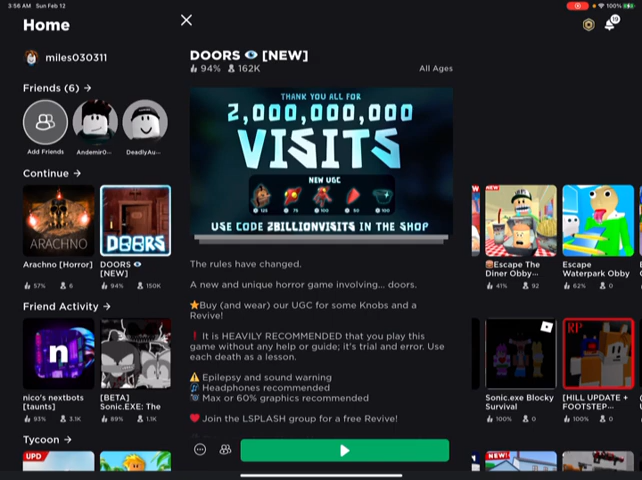 3:56 AM Sun Feb 12
100%
Home
19
miles030311
Friends (6) →
Add Friends
Andemir0...
DeadlyAu...
Continue →
ARACHNO
Arachno [Horror]
57% 6
DOORS
DOORS 👁 [NEW]
94% 150K
Friend Activity →
n
nico's nextbots [taunts]
93% 3.1K
[BETA] Sonic.EXE: The
89% 1.1K
Tycoon →
UPD
DOORS 👁 [NEW]
94% 162K
All Ages
THANK YOU ALL FOR
2,000,000,000
VISITS
NEW UGC
125 75 100 50 100
USE CODE 2BILLIONVISITS IN THE SHOP
The rules have changed.
A new and unique horror game involving... doors.
⭐Buy (and wear) our UGC for some Knobs and a
Revive!
❗ It is HEAVILY RECOMMENDED that you play this
game without any help or guide; it's trial and error. Use
each death as a lesson.
⚠️ Epilepsy and sound warning
🎧 Headphones recommended
Max or 60% graphics recommended
❤️ Join the LSPLASH group for a free Revive!
NEW
🍔Escape The
Diner Obby...
41% 92
Escape
Waterpark Obby
62% 0
Sonic.exe Blocky
Survival
100% 0
RP
[HILL UPDATE +
FOOTSTEP...
100% 0
NEW!